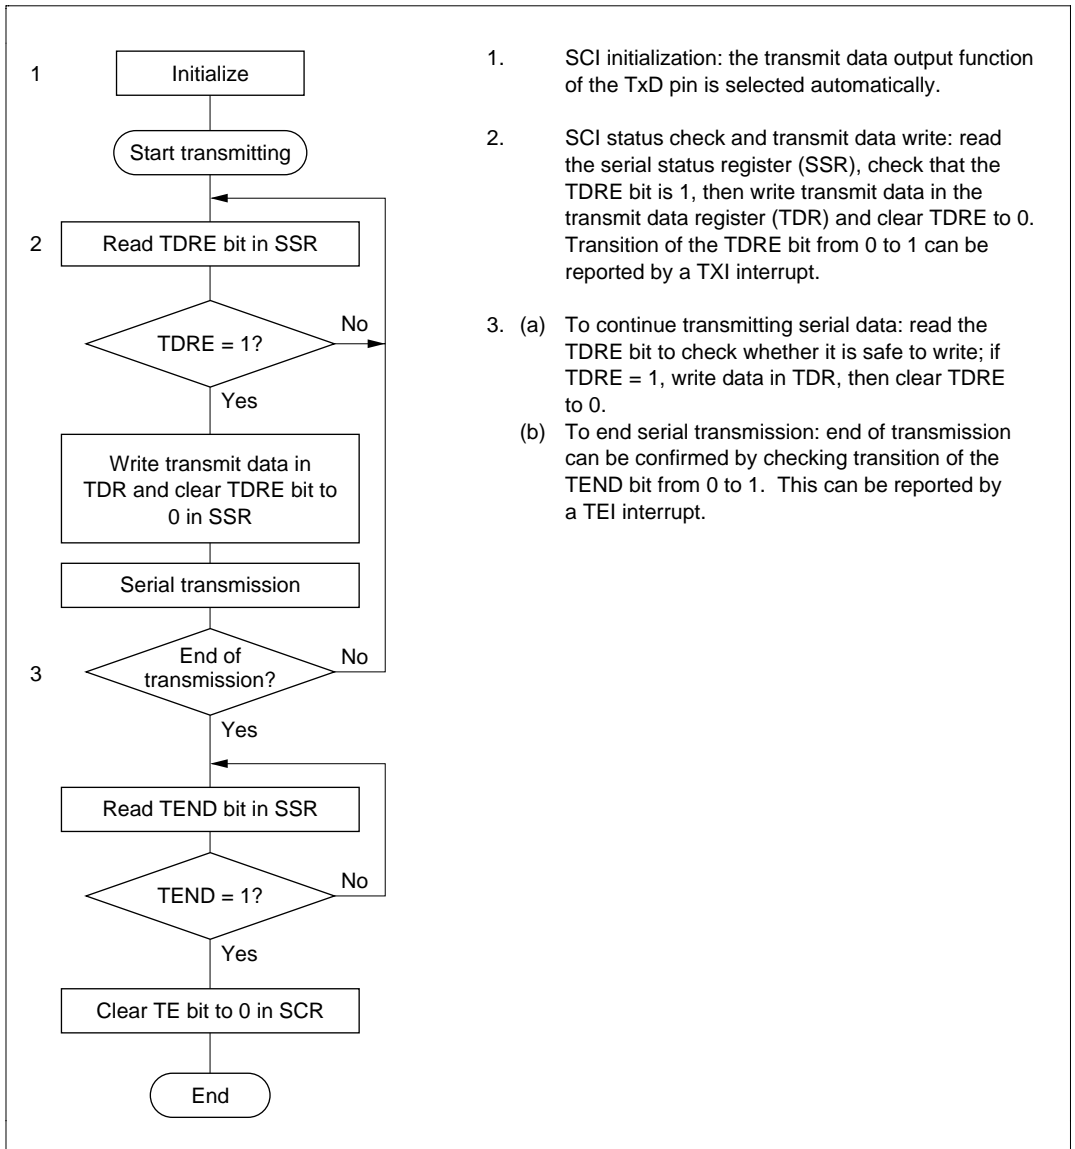 1
Initialize
Start transmitting
2
Read TDRE bit in SSR
TDRE = 1?
No
Yes
Write transmit data in
TDR and clear TDRE bit to
0 in SSR
Serial transmission
3
End of
transmission?
No
Yes
Read TEND bit in SSR
TEND = 1?
No
Yes
Clear TE bit to 0 in SCR
End
1. SCI initialization: the transmit data output function
of the TxD pin is selected automatically.
2. SCI status check and transmit data write: read
the serial status register (SSR), check that the
TDRE bit is 1, then write transmit data in the
transmit data register (TDR) and clear TDRE to 0.
Transition of the TDRE bit from 0 to 1 can be
reported by a TXI interrupt.
3. (a) To continue transmitting serial data: read the
TDRE bit to check whether it is safe to write; if
TDRE = 1, write data in TDR, then clear TDRE
to 0.
(b) To end serial transmission: end of transmission
can be confirmed by checking transition of the
TEND bit from 0 to 1. This can be reported by
a TEI interrupt.